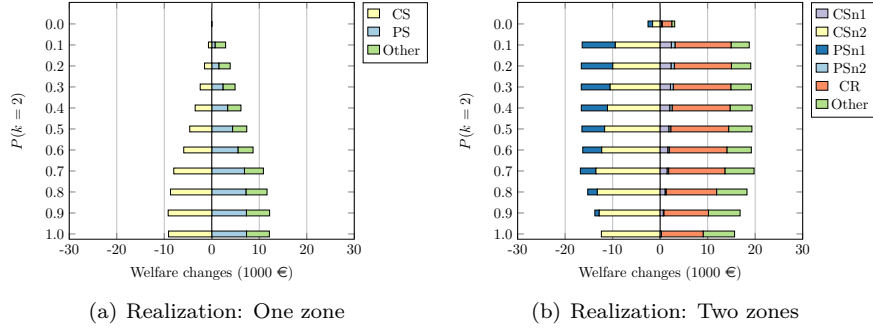 0.0
0.1
0.2
0.3
0.4
0.5
0.6
0.7
0.8
0.9
1.0
P(k = 2)
-30 -20 -10 0 10 20 30
Welfare changes (1000 €)
CS
PS
Other
(a) Realization: One zone
0.0
0.1
0.2
0.3
0.4
0.5
0.6
0.7
0.8
0.9
1.0
P(k = 2)
-30 -20 -10 0 10 20 30
Welfare changes (1000 €)
CSn1
CSn2
PSn1
PSn2
CR
Other
(b) Realization: Two zones